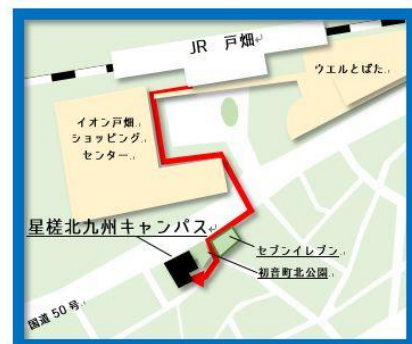 JR 戸畑
ウエルとばた
イオン戸畑
ショッピング
センター
星槎北九州キャンパス
セブンイレブン
初音町北公園
国道50号